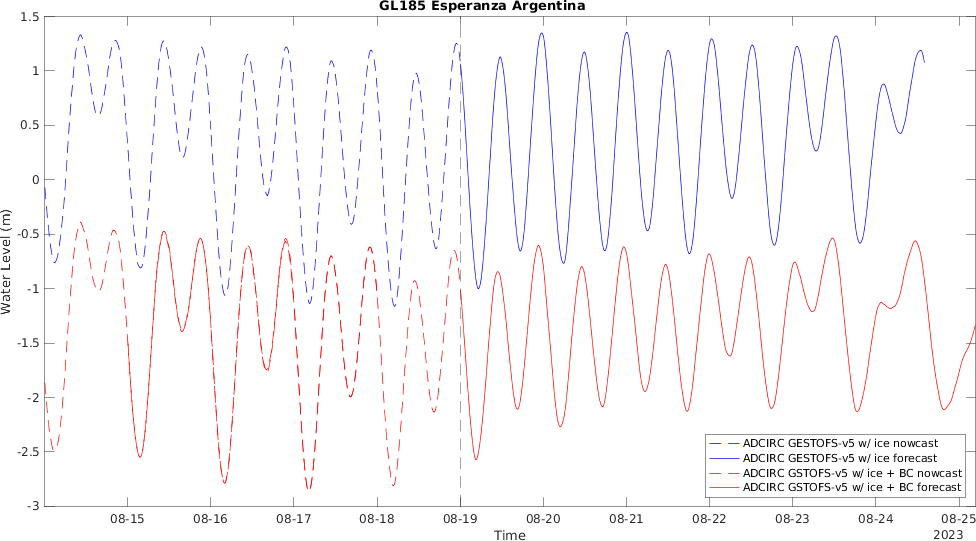 GL185 Esperanza Argentina
1.5
1
0.5
0
-0.5
-1
-1.5
-2
-2.5
-3
Water Level (m)
ADCIRC GESTOFS-v5 w/ ice nowcast
ADCIRC GESTOFS-v5 w/ ice forecast
ADCIRC GSTOFS-v5 w/ ice + BC nowcast
ADCIRC GSTOFS-v5 w/ ice + BC forecast
08-15 08-16 08-17 08-18 08-19 08-20 08-21 08-22 08-23 08-24 08-25
Time
2023